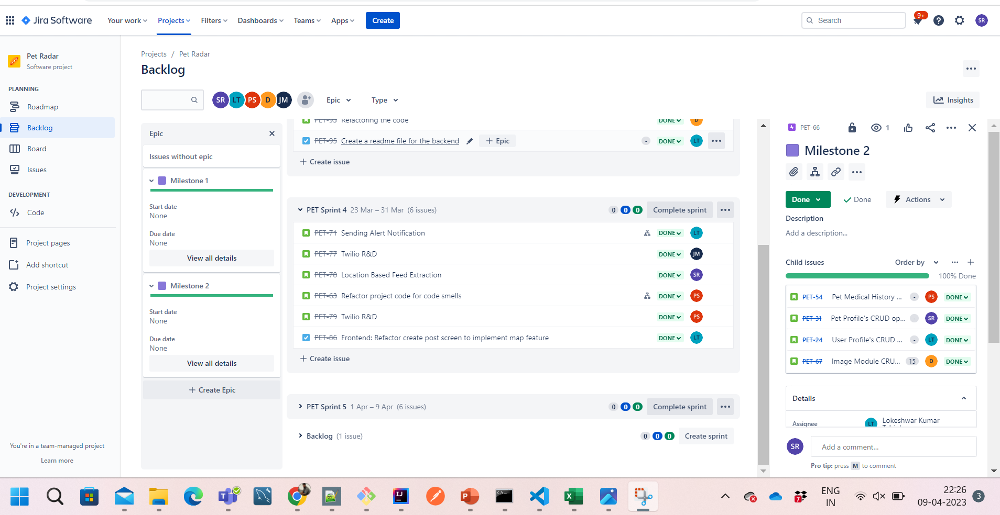 Jira Software
Your work
Projects
Filters
Dashboards
Teams
Apps
Create
Search
9+
SR
Pet Radar
Software project
PLANNING
Roadmap
Backlog
Board
Issues
DEVELOPMENT
Code
Project pages
Add shortcut
Project settings
You're in a team-managed project
Learn more
Projects / Pet Radar
Backlog
SR LT PS D JM
Epic
Type
Insights
Epic
Issues without epic
Milestone 1
Start date
None
Due date
None
View all details
Milestone 2
Start date
None
Due date
None
View all details
+ Create Epic
PET-93 Refactoring the code DONE D
PET-95 Create a readme file for the backend + Epic - DONE LT
+ Create issue
PET Sprint 4 23 Mar – 31 Mar (6 issues) 0 0 0 Complete sprint
PET-71 Sending Alert Notification DONE LT
PET-77 Twilio R&D DONE JM
PET-78 Location Based Feed Extraction DONE SR
PET-63 Refactor project code for code smells DONE PS
PET-79 Twilio R&D DONE PS
PET-86 Frontend: Refactor create post screen to implement map feature DONE LT
+ Create issue
PET Sprint 5 1 Apr – 9 Apr (6 issues) 0 0 0 Complete sprint
Backlog (1 issue) 0 0 0 Create sprint
PET-66
1
Milestone 2
Done
Done
Actions
Description
Add a description...
Child issues
Order by
100% Done
PET-54 Pet Medical History ... - PS DONE
PET-31 Pet Profile's CRUD op... - SR DONE
PET-24 User Profile's CRUD ... - LT DONE
PET-67 Image Module CRU... 15 D DONE
Details
Assignee
LT
Lokeshwar Kumar
SR
Add a comment...
Pro tip: press M to comment
ENG
IN
22:26
09-04-2023
3
7